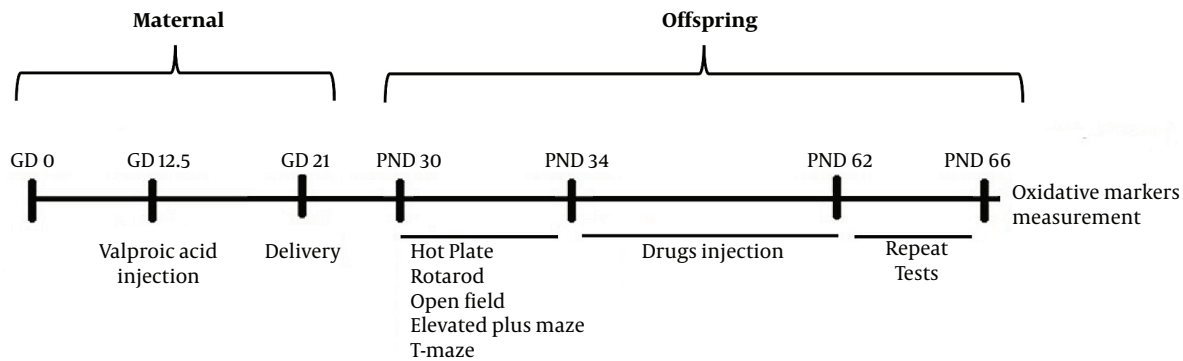 Maternal
Offspring
GD 0
GD 12.5
GD 21
PND 30
PND 34
PND 62
PND 66
Oxidative markers
measurement
Valproic acid
injection
Delivery
Hot Plate
Rotarod
Open field
Elevated plus maze
T-maze
Drugs injection
Repeat
Tests